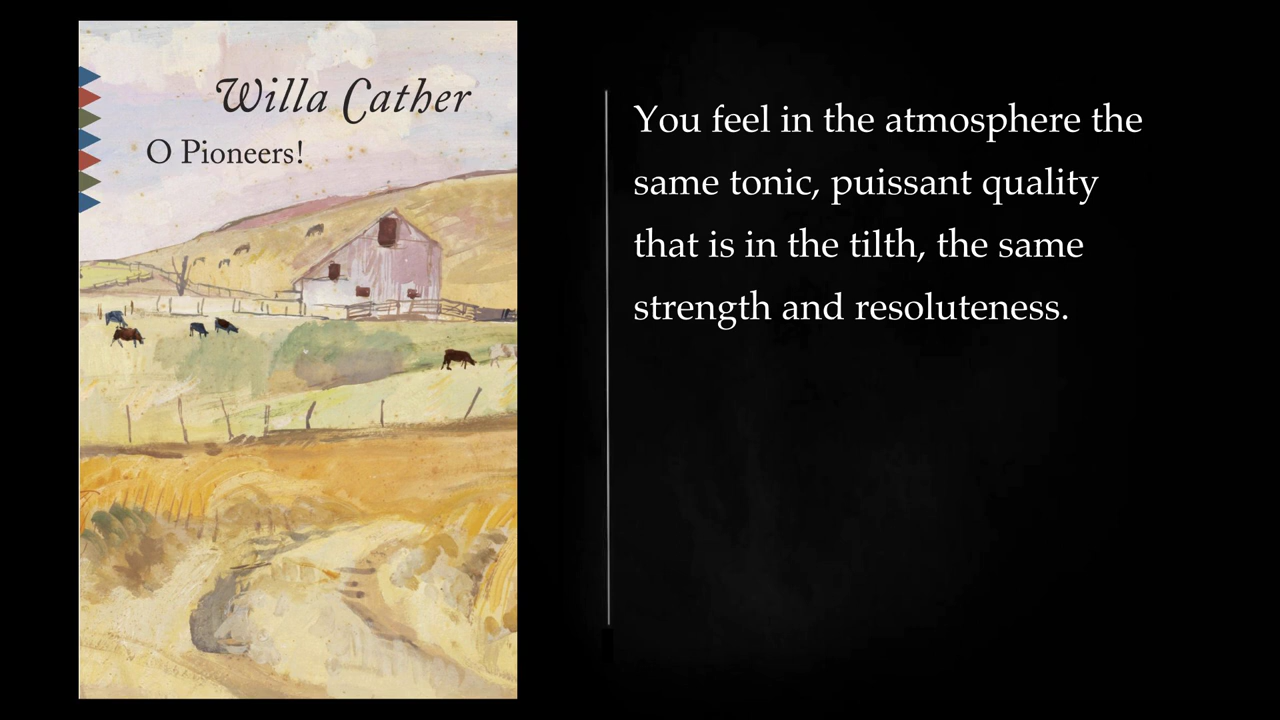 Willa Cather
O Pioneers!
You feel in the atmosphere the
same tonic, puissant quality
that is in the tilth, the same
strength and resoluteness.